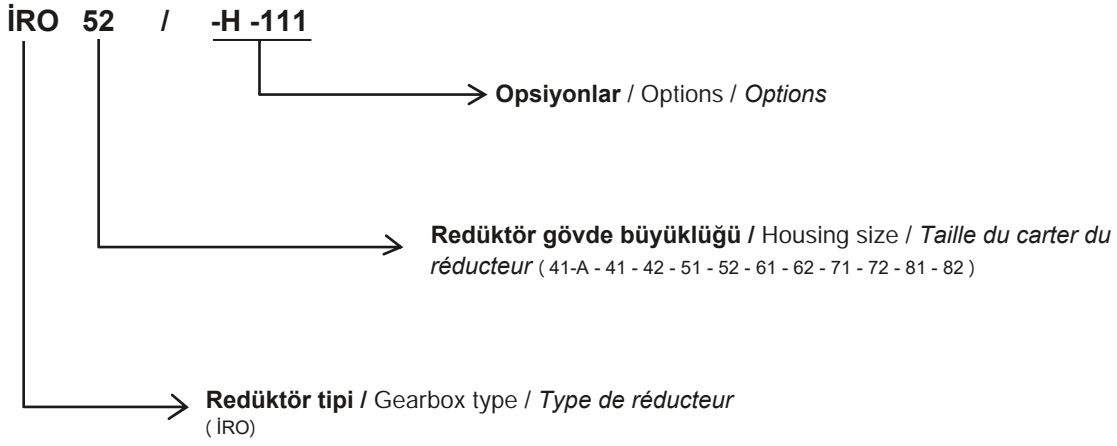 İRO 52 / -H -111
Opsiyonlar / Options / Options
Redüktör gövde büyüklüğü / Housing size / Taille du carter du
réducteur ( 41-A - 41 - 42 - 51 - 52 - 61 - 62 - 71 - 72 - 81 - 82 )
Redüktör tipi / Gearbox type / Type de réducteur
( İRO)